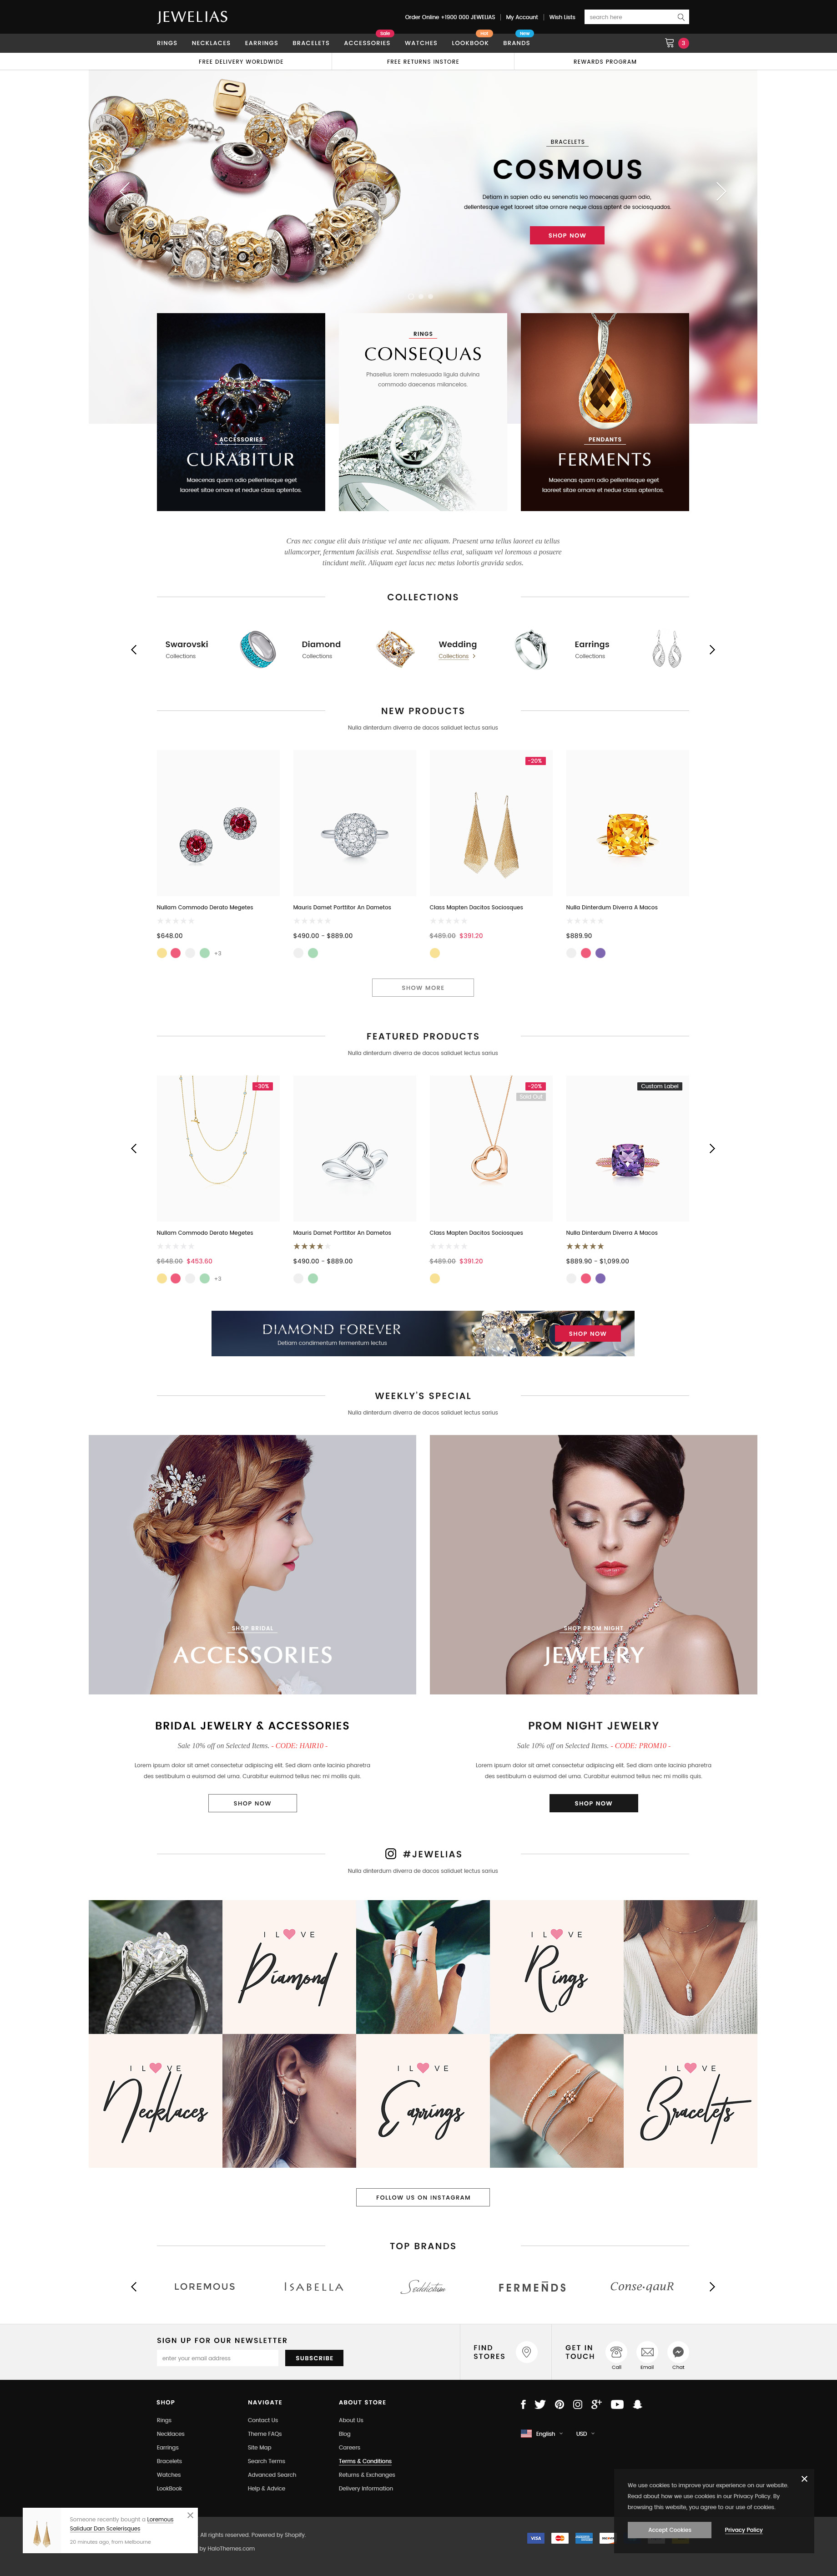 JEWELIAS
Order Online +1900 000 JEWELIAS
My Account
Wish Lists
search here
Sale
Hot
New
RINGS
NECKLACES
EARRINGS
BRACELETS
ACCESSORIES
WATCHES
LOOKBOOK
BRANDS
3
FREE DELIVERY WORLDWIDE
FREE RETURNS INSTORE
REWARDS PROGRAM
BRACELETS
COSMOUS
Detiam in sapien odio eu senenatis leo maecenas quam odio,
dellentesque eget laoreet sitae ornare neque class aptent de sociosquados.
SHOP NOW
ACCESSORIES
CURABITUR
Maecenas quam odio pellentesque eget
laoreet sitae ornare et neduе class aptentos.
RINGS
CONSEQUAS
Phasellus lorem malesuada ligula dulvina
commodo daecenas milancelos.
PENDANTS
FERMENTS
Maecenas quam odio pellentesque eget
laoreet sitae ornare et nedue class aptentos.
Cras nec congue elit duis tristique vel ante nec aliquam. Praesent urna tellus laoreet eu tellus
ullamcorper, fermentum facilisis erat. Suspendisse tellus erat, saliquam vel loremous a posuere
tincidunt melit. Aliquam eget lacus nec metus lobortis gravida sedos.
COLLECTIONS
Swarovski
Collections
Diamond
Collections
Wedding
Collections >
Earrings
Collections
NEW PRODUCTS
Nulla dinterdum diverra de dacos saliduet lectus sarius
-20%
Nullam Commodo Derato Megetes
$648.00
+3
Mauris Damet Porttitor An Dametos
$490.00 - $889.00
Class Mapten Dacitos Sociosques
$489.00 $391.20
Nulla Dinterdum Diverra A Macos
$889.90
SHOW MORE
FEATURED PRODUCTS
Nulla dinterdum diverra de dacos saliduet lectus sarius
-30%
-20%
Sold Out
Custom Label
Nullam Commodo Derato Megetes
$648.00 $453.60
+3
Mauris Damet Porttitor An Dametos
$490.00 - $889.00
Class Mapten Dacitos Sociosques
$489.00 $391.20
Nulla Dinterdum Diverra A Macos
$889.90 - $1,099.00
DIAMOND FOREVER
Detiam condimentum fermentum lectus
SHOP NOW
WEEKLY'S SPECIAL
Nulla dinterdum diverra de dacos saliduet lectus sarius
SHOP BRIDAL
ACCESSORIES
SHOP PROM NIGHT
JEWELRY
BRIDAL JEWELRY & ACCESSORIES
Sale 10% off on Selected Items. - CODE: HAIR10 -
Lorem ipsum dolor sit amet consectetur adipiscing elit. Sed diam ante lacinia pharetra
des vestibulum a euismod del urna. Curabitur euismod tellus nec mi mollis quis.
SHOP NOW
PROM NIGHT JEWELRY
Sale 10% off on Selected Items. - CODE: PROM10 -
Lorem ipsum dolor sit amet consectetur adipiscing elit. Sed diam ante lacinia pharetra
des vestibulum a euismod del urna. Curabitur euismod tellus nec mi mollis quis.
SHOP NOW
#JEWELIAS
Nulla dinterdum diverra de dacos saliduet lectus sarius
I L VE
Diamond
I L VE
Rings
I L VE
Necklaces
I L VE
Earrings
I L VE
Bracelets
FOLLOW US ON INSTAGRAM
TOP BRANDS
LOREMOUS
ISABELLA
FERMENDS
Conse·qauR
SIGN UP FOR OUR NEWSLETTER
enter your email address
SUBSCRIBE
FIND
STORES
GET IN
TOUCH
Call
Email
Chat
SHOP
Rings
Necklaces
Earrings
Bracelets
Watches
LookBook
NAVIGATE
Contact Us
Theme FAQs
Site Map
Search Terms
Advanced Search
Help & Advice
ABOUT STORE
About Us
Blog
Careers
Terms & Conditions
Returns & Exchanges
Delivery Information
English
USD
We use cookies to improve your experience on our website.
Read about how we use cookies in our Privacy Policy. By
browsing this website, you agree to our use of cookies.
Accept Cookies
Privacy Policy
Someone recently bought a Loremous
Saliduar Dan Scelerisques
20 minutes ago, from Melbourne
All rights reserved. Powered by Shopify.
by HaloThemes.com
VISA